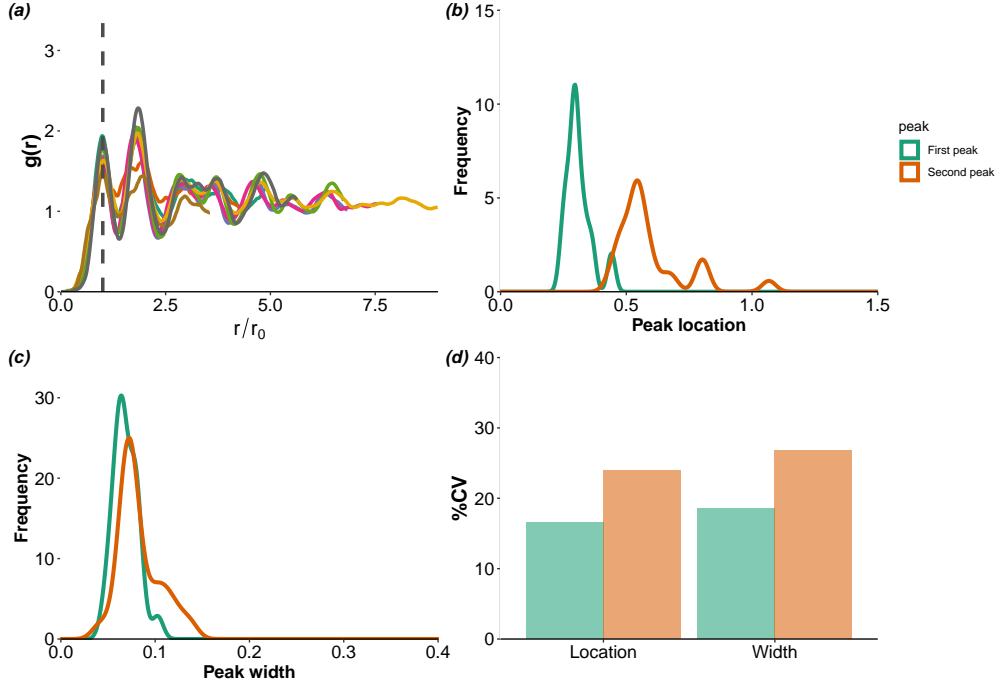 (a)
3
2
1
0
g(r)
0.0
2.5
5.0
7.5
r/r0
(b)
15
10
5
0
Frequency
0.0
0.5
1.0
1.5
Peak location
peak
First peak
Second peak
(c)
30
20
10
0
Frequency
0.0
0.1
0.2
0.3
0.4
Peak width
(d)
40
30
20
10
0
%CV
Location
Width